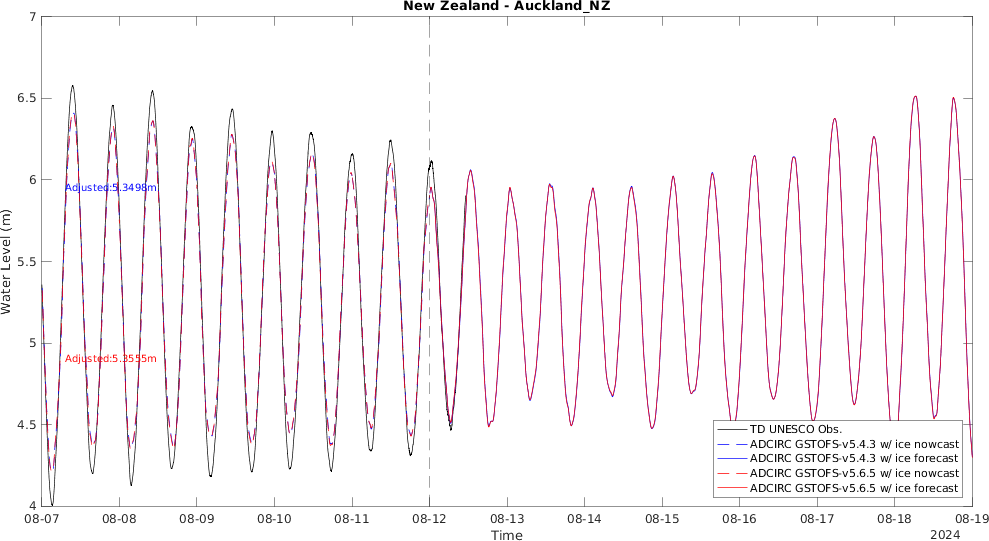 New Zealand - Auckland_NZ
7
6.5
6
5.5
5
4.5
4
Water Level (m)
Adjusted:5.3498m
Adjusted:5.3555m
TD UNESCO Obs.
ADCIRC GSTOFS-v5.4.3 w/ ice nowcast
ADCIRC GSTOFS-v5.4.3 w/ ice forecast
ADCIRC GSTOFS-v5.6.5 w/ ice nowcast
ADCIRC GSTOFS-v5.6.5 w/ ice forecast
08-07 08-08 08-09 08-10 08-11 08-12 08-13 08-14 08-15 08-16 08-17 08-18 08-19
Time
2024